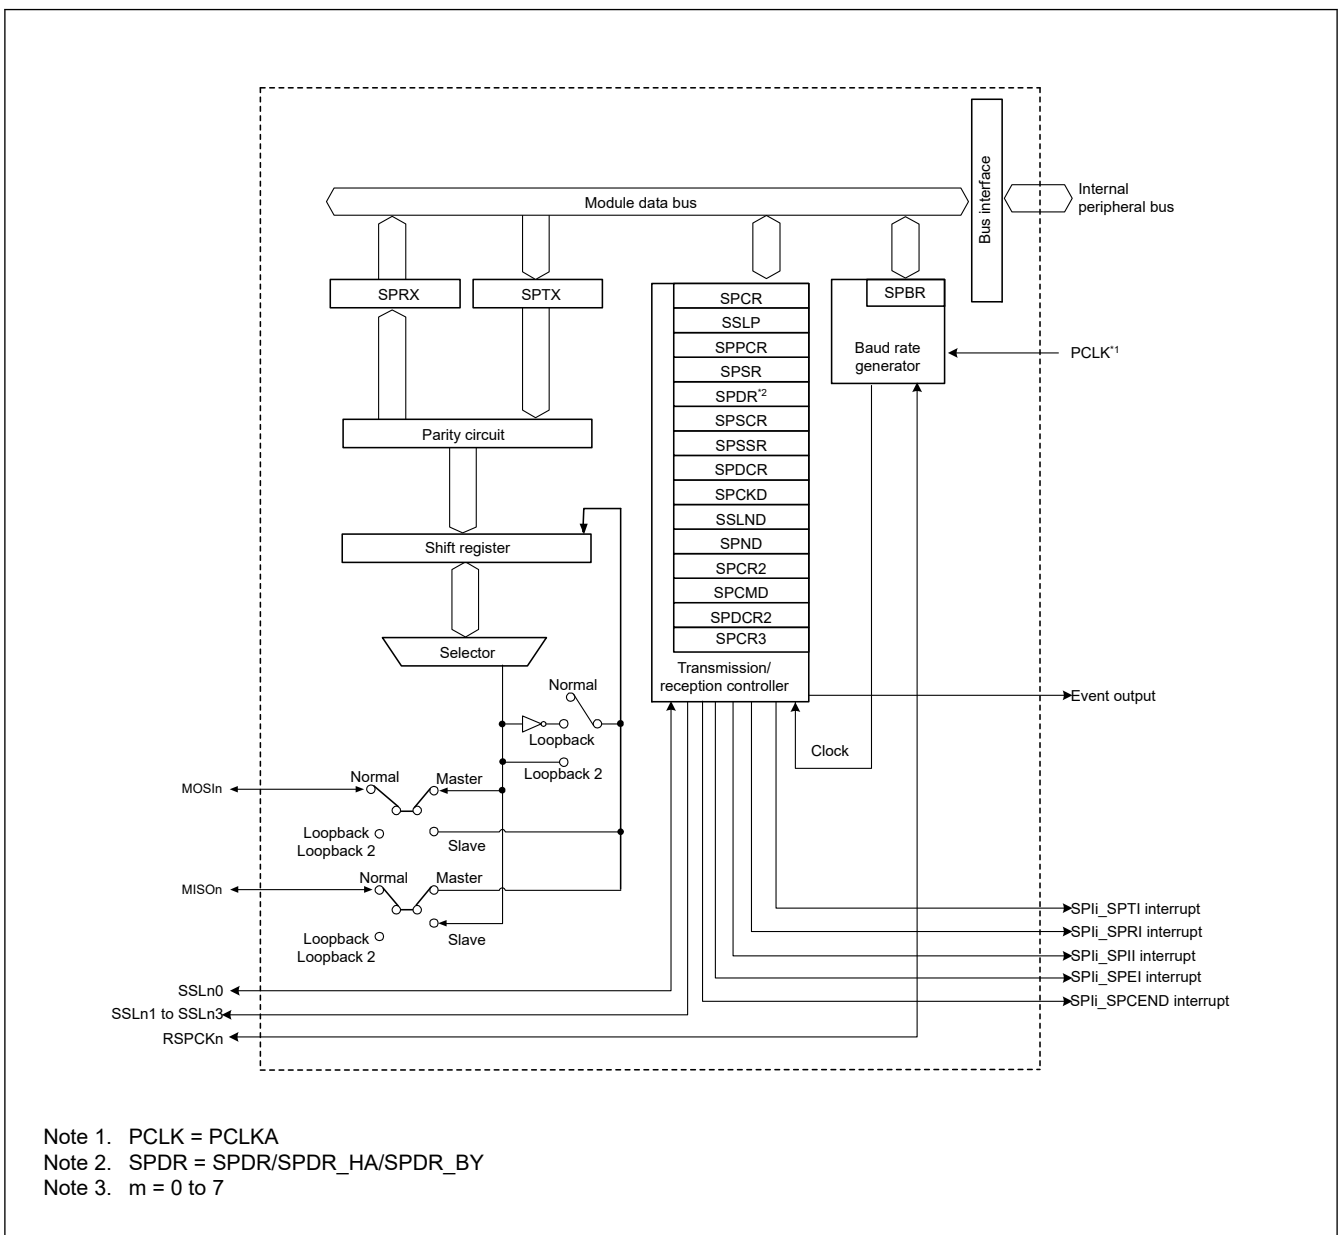 Module data bus
Bus interface
Internal
peripheral bus
SPRX
SPTX
SPCR
SSLP
SPPCR
SPSR
SPDR*2
SPSCR
SPSSR
SPDCR
SPCKD
SSLND
SPND
SPCR2
SPCMD
SPDCR2
SPCR3
Transmission/
reception controller
SPBR
Baud rate
generator
PCLK*1
Parity circuit
Shift register
Selector
Normal
Loopback
Loopback 2
Clock
Event output
MOSIn
Normal
Master
Loopback
Loopback 2
Slave
MISOn
Normal
Master
Loopback
Loopback 2
Slave
SSLn0
SSLn1 to SSLn3
RSPCKn
SPIi_SPTI interrupt
SPIi_SPRI interrupt
SPIi_SPII interrupt
SPIi_SPEI interrupt
SPIi_SPCEND interrupt
Note 1. PCLK = PCLKA
Note 2. SPDR = SPDR/SPDR_HA/SPDR_BY
Note 3. m = 0 to 7